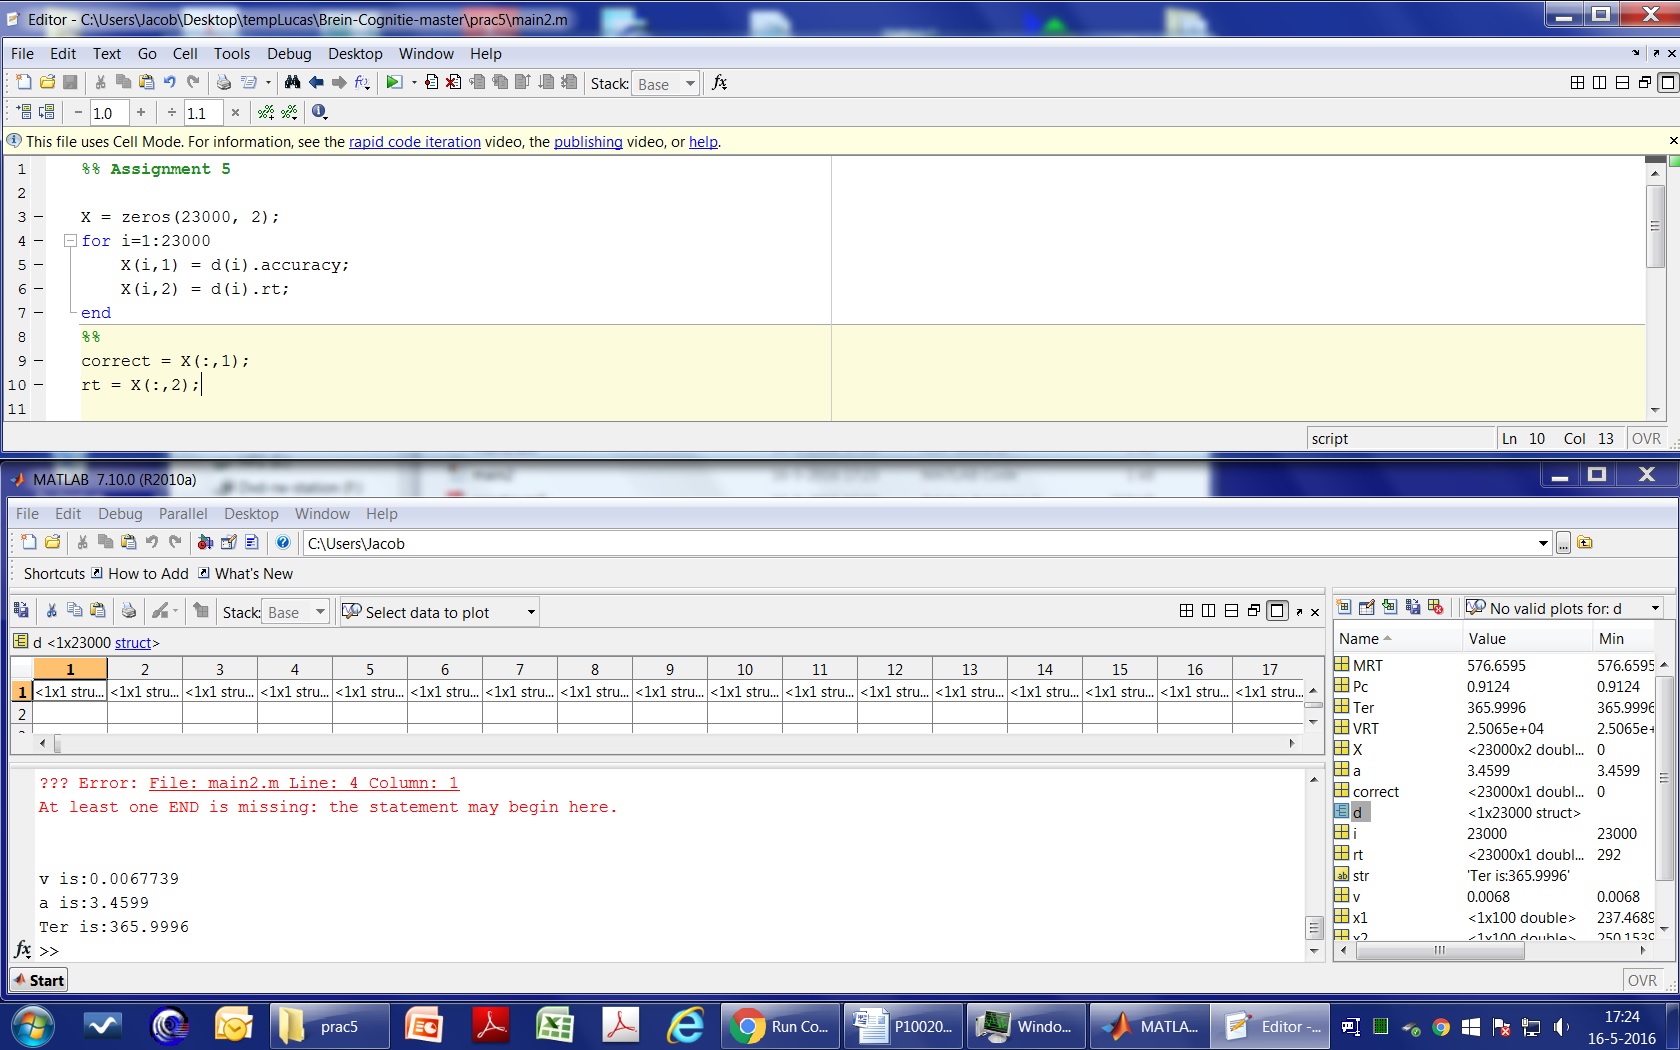 Editor - C:\Users\Jacob\Desktop\tempLucas\Brein-Cognitie-master\prac5\main2.m
File Edit Text Go Cell Tools Debug Desktop Window Help
Stack: Base fx
− 1.0 + ÷ 1.1 ×
This file uses Cell Mode. For information, see the rapid code iteration video, the publishing video, or help.
1 %% Assignment 5
2
3 − X = zeros(23000, 2);
4 − for i=1:23000
5 − X(i,1) = d(i).accuracy;
6 − X(i,2) = d(i).rt;
7 − end
8 %%
9 − correct = X(:,1);
10 − rt = X(:,2);
11
script Ln 10 Col 13 OVR
MATLAB 7.10.0 (R2010a)
File Edit Debug Parallel Desktop Window Help
C:\Users\Jacob ...
Shortcuts How to Add What's New
Stack: Base Select data to plot
d <1x23000 struct>
1 2 3 4 5 6 7 8 9 10 11 12 13 14 15 16 17
1 <1x1 stru... <1x1 stru... <1x1 stru... <1x1 stru... <1x1 stru... <1x1 stru... <1x1 stru... <1x1 stru... <1x1 stru... <1x1 stru... <1x1 stru... <1x1 stru... <1x1 stru... <1x1 stru... <1x1 stru... <1x1 stru... <1x1 stru...
2
??? Error: File: main2.m Line: 4 Column: 1
At least one END is missing: the statement may begin here.
v is:0.0067739
a is:3.4599
Ter is:365.9996
fx >>
No valid plots for: d
Name Value Min
MRT 576.6595 576.6595
Pc 0.9124 0.9124
Ter 365.9996 365.9996
VRT 2.5065e+04 2.5065e+
X <23000x2 doubl... 0
a 3.4599 3.4599
correct <23000x1 doubl... 0
d <1x23000 struct>
i 23000 23000
rt <23000x1 doubl... 292
str 'Ter is:365.9996'
v 0.0068 0.0068
x1 <1x100 double> 237.4689
x2 <1x100 double> 250.1539
Start OVR
prac5 Run Co... P10020... Windo... MATLA... Editor -...
17:24
16-5-2016